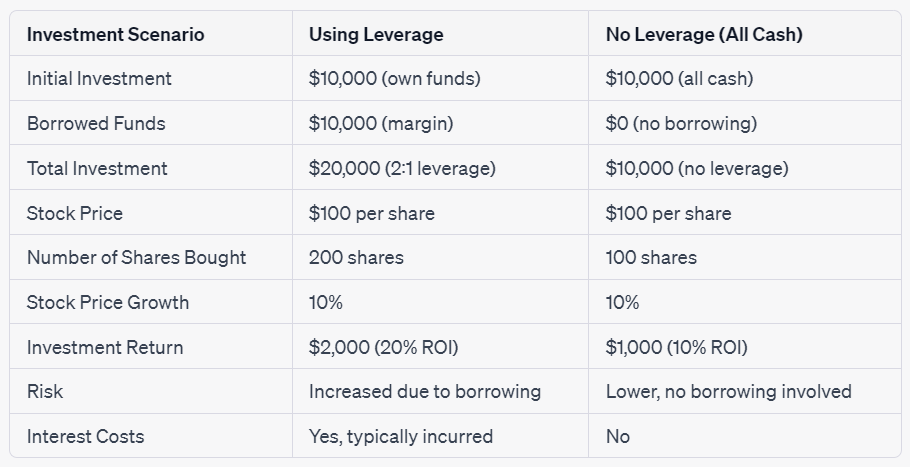 Investment Scenario Using Leverage No Leverage (All Cash)
Initial Investment $10,000 (own funds) $10,000 (all cash)
Borrowed Funds $10,000 (margin) $0 (no borrowing)
Total Investment $20,000 (2:1 leverage) $10,000 (no leverage)
Stock Price $100 per share $100 per share
Number of Shares Bought 200 shares 100 shares
Stock Price Growth 10% 10%
Investment Return $2,000 (20% ROI) $1,000 (10% ROI)
Risk Increased due to borrowing Lower, no borrowing involved
Interest Costs Yes, typically incurred No